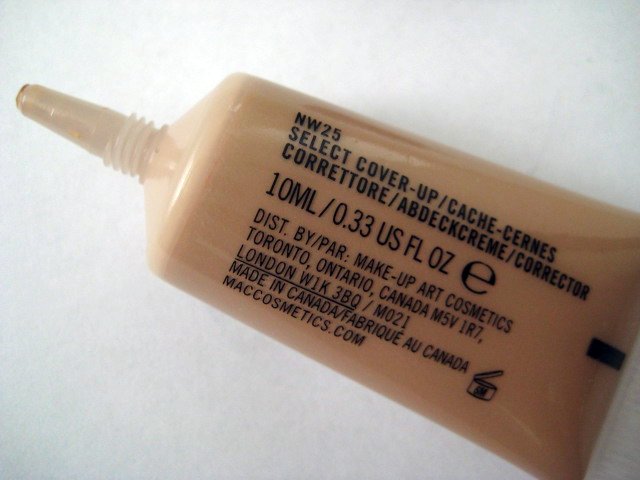 NW25
SELECT COVER-UP/CACHE-CERNES
CORRETTORE/ABDECKCREME/CORRECTOR
10ML/0.33 US FL OZ e
DIST. BY/PAR: MAKE-UP ART COSMETICS
TORONTO, ONTARIO, CANADA M5V 1R7,
LONDON W1K 3BQ / M021
MADE IN CANADA/FABRIQUÉ AU CANADA
MACCOSMETICS.COM